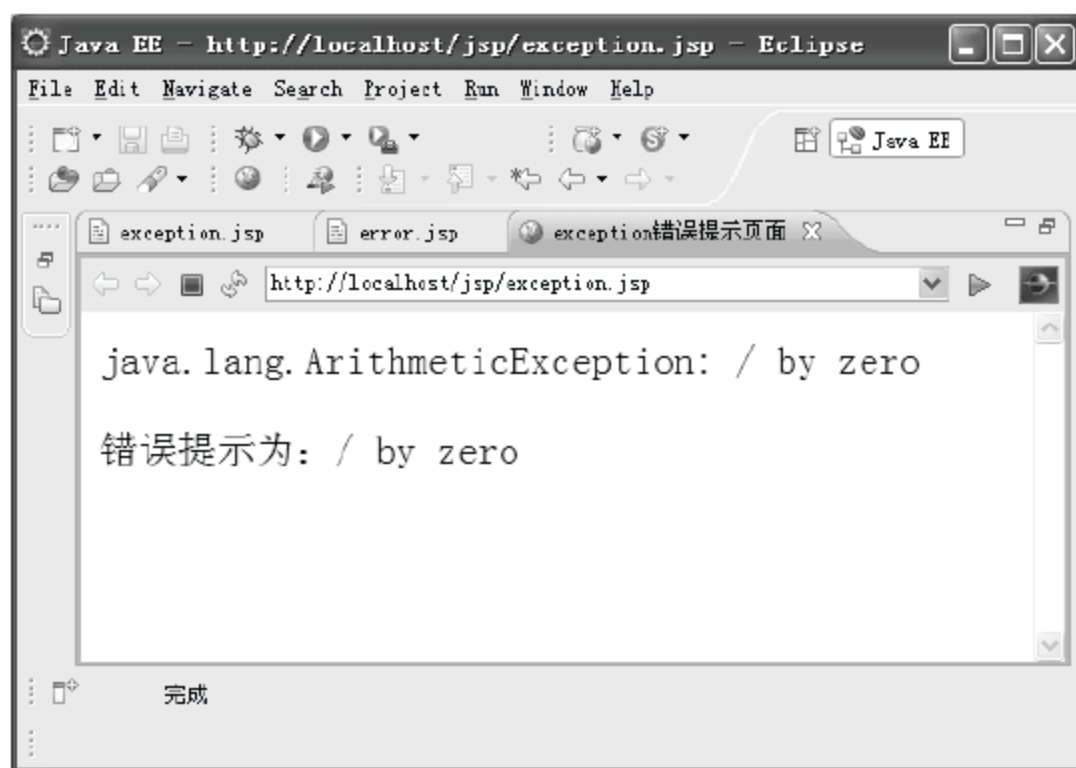 Java EE - http://localhost/jsp/exception.jsp - Eclipse
File Edit Navigate Search Project Run Window Help
Java EE
exception.jsp error.jsp exception错误提示页面
http://localhost/jsp/exception.jsp
java.lang.ArithmeticException: / by zero
错误提示为: / by zero
完成